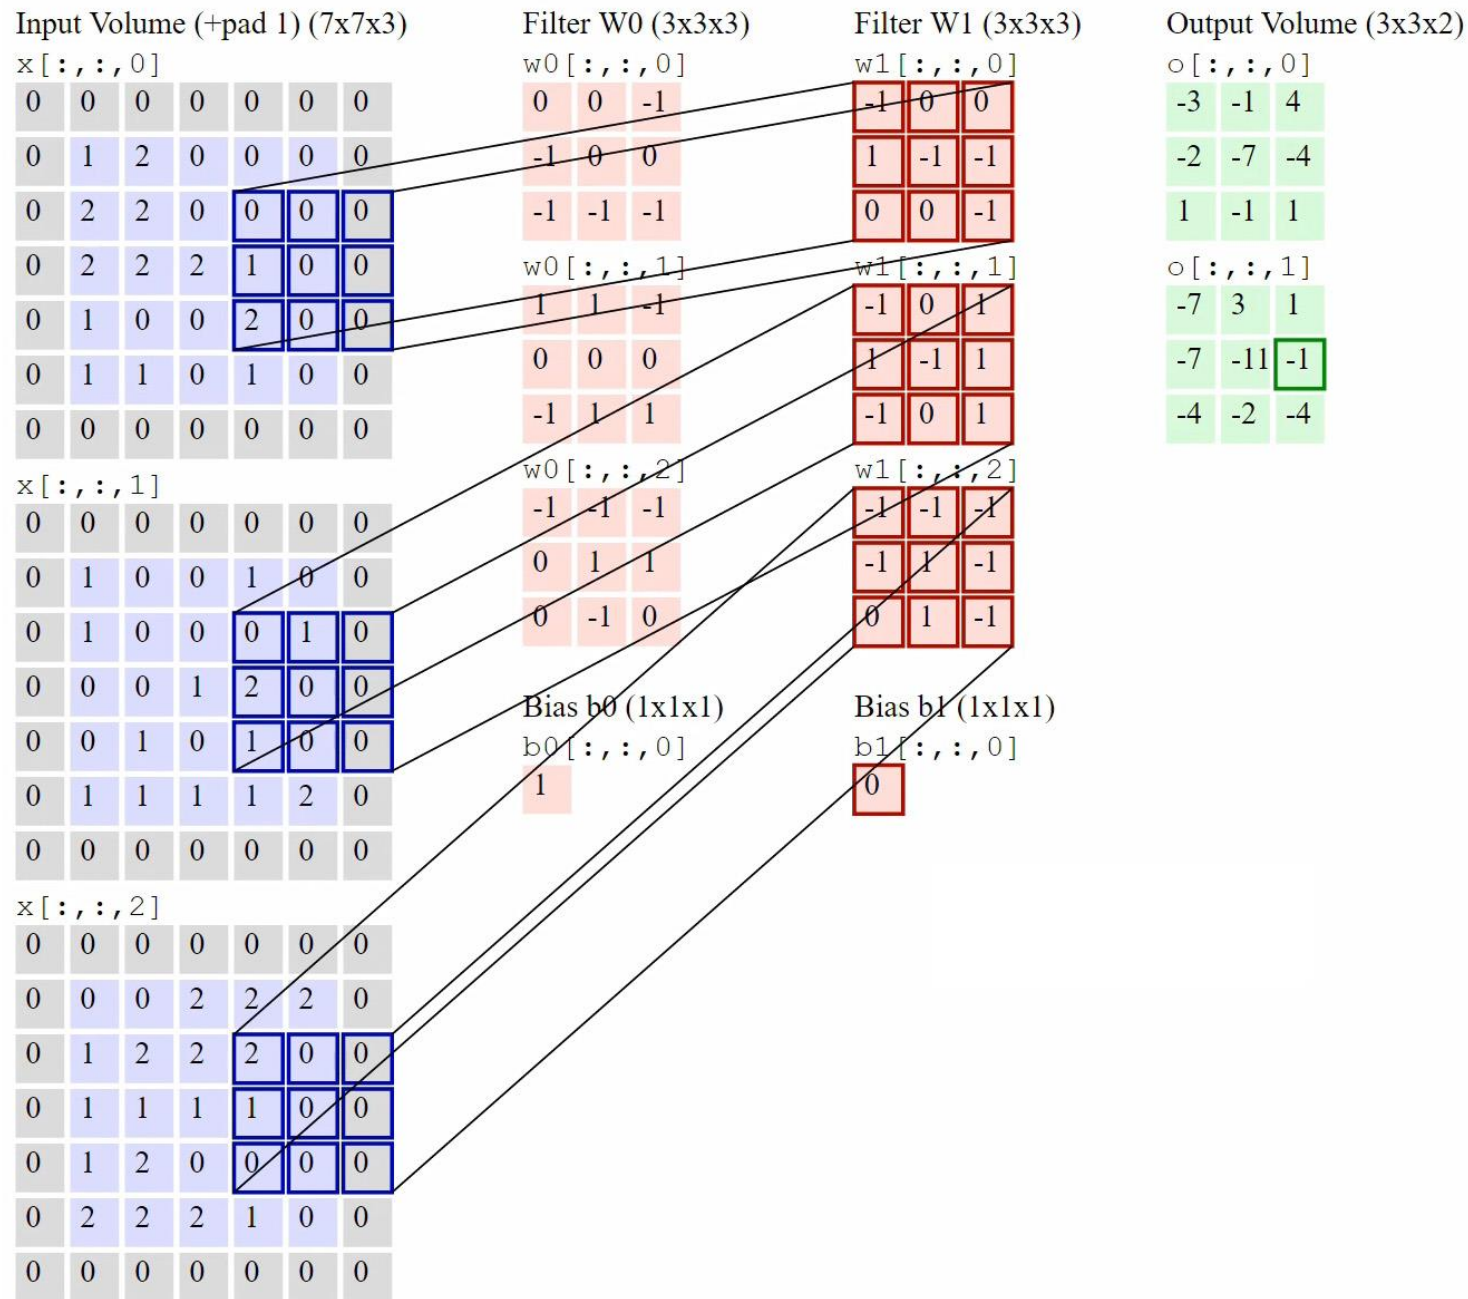 Input Volume (+pad 1) (7x7x3)
x[:,:,0]
0 0 0 0 0 0 0
0 1 2 0 0 0 0
0 2 2 0 0 0 0
0 2 2 2 1 0 0
0 1 0 0 2 0 0
0 1 1 0 1 0 0
0 0 0 0 0 0 0
x[:,:,1]
0 0 0 0 0 0 0
0 1 0 0 1 0 0
0 1 0 0 0 1 0
0 0 0 1 2 0 0
0 0 1 0 1 0 0
0 1 1 1 1 2 0
0 0 0 0 0 0 0
x[:,:,2]
0 0 0 0 0 0 0
0 0 0 2 2 2 0
0 1 2 2 2 0 0
0 1 1 1 1 0 0
0 1 2 0 0 0 0
0 2 2 2 1 0 0
0 0 0 0 0 0 0
Filter W0 (3x3x3)
w0[:,:,0]
0 0 -1
-1 0 0
-1 -1 -1
w0[:,:,1]
1 1 -1
0 0 0
-1 1 1
w0[:,:,2]
-1 -1 -1
0 1 1
0 -1 0
Bias b0 (1x1x1)
b0[:,:,0]
1
Filter W1 (3x3x3)
w1[:,:,0]
-1 0 0
1 -1 -1
0 0 -1
w1[:,:,1]
-1 0 1
1 -1 1
-1 0 1
w1[:,:,2]
-1 -1 -1
-1 1 -1
0 1 -1
Bias b1 (1x1x1)
b1[:,:,0]
0
Output Volume (3x3x2)
o[:,:,0]
-3 -1 4
-2 -7 -4
1 -1 1
o[:,:,1]
-7 3 1
-7 -11 -1
-4 -2 -4